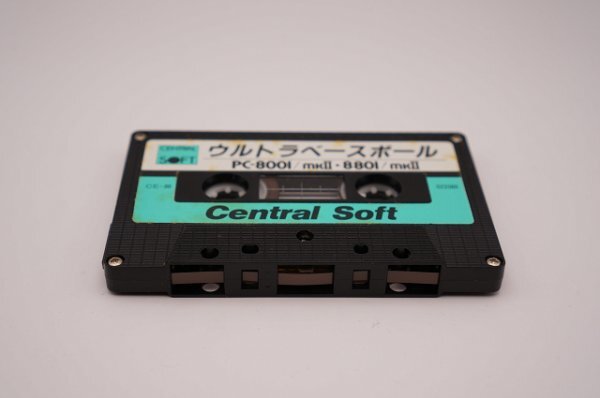 CENTRAL
SOFT
ウルトラベースボール
PC-8001/mkII・8801/mkII
Central Soft